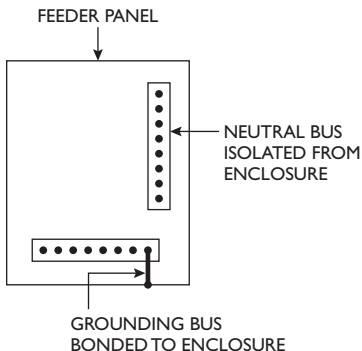 FEEDER PANEL
NEUTRAL BUS
ISOLATED FROM
ENCLOSURE
GROUNDING BUS
BONDED TO ENCLOSURE